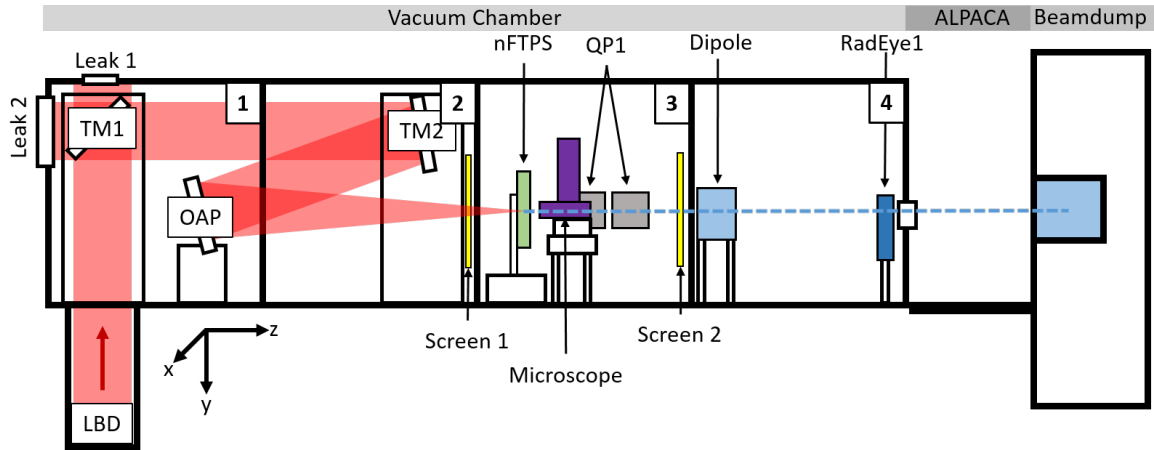 Vacuum Chamber
ALPACA
Beamdump
nFTPS
QP1
Dipole
RadEye1
Leak 1
Leak 2
1
2
3
4
TM1
TM2
OAP
Screen 1
Screen 2
Microscope
z
x
y
LBD